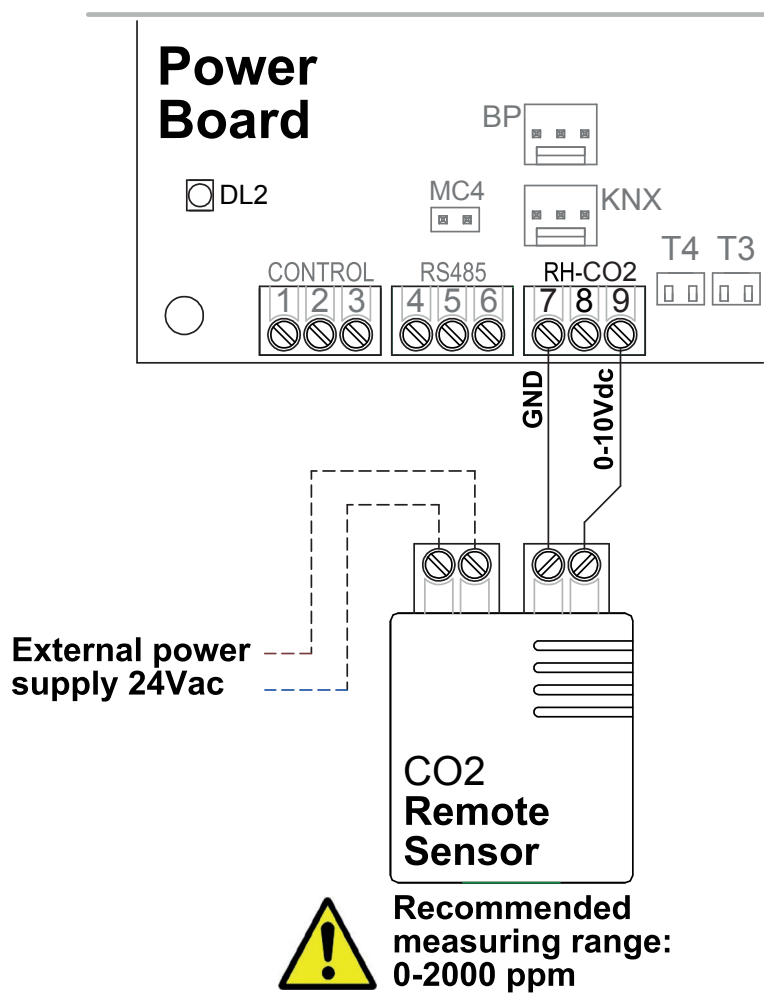 Power
Board
BP
DL2
MC4
KNX
T4 T3
CONTROL RS485 RH-CO2
1 2 3 4 5 6 7 8 9
GND
0-10Vdc
External power
supply 24Vac
CO2
Remote
Sensor
Recommended
measuring range:
0-2000 ppm